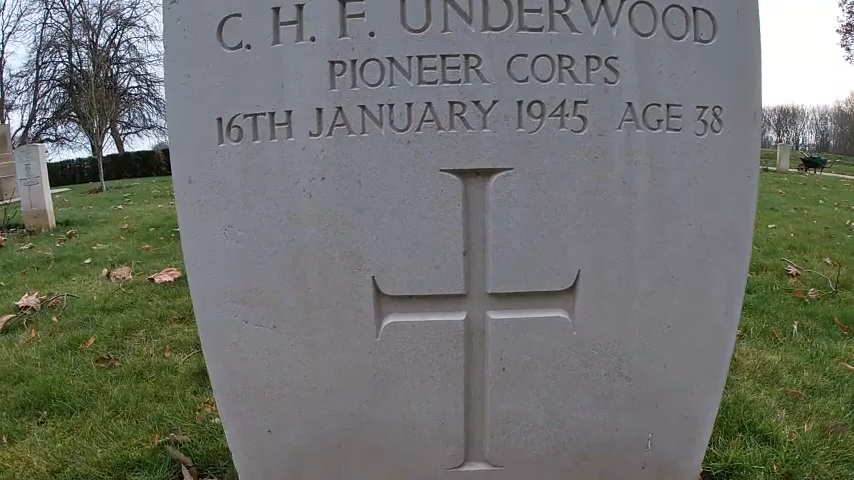 C. H. F. UNDERWOOD
PIONEER CORPS
16TH JANUARY 1945 AGE 38